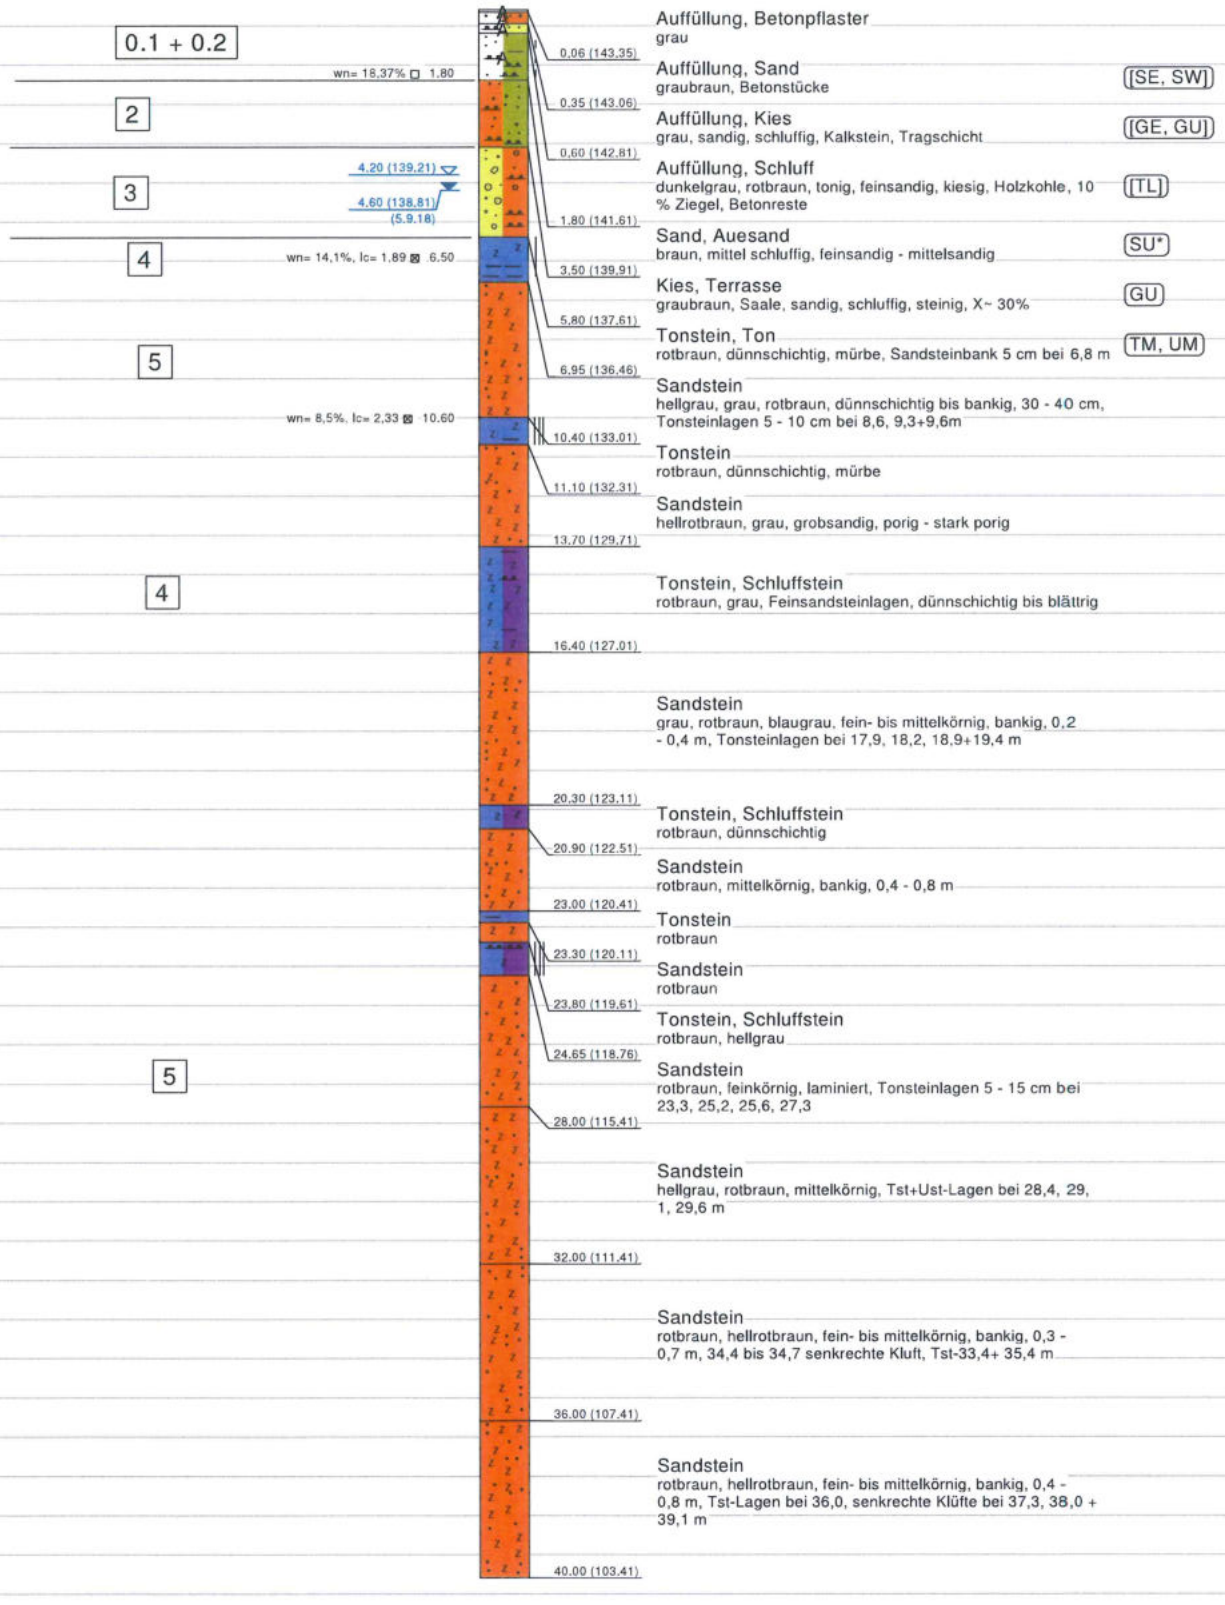 0.1 + 0.2
wn= 18,37% 1.80
2
3
4.20 (139,21)
4.60 (138,81)
(5.9.18)
4
wn= 14,1%, Ic= 1,89 6.50
5
wn= 8,5%, Ic= 2,33 10.60
4
5
A
A
A
0,06 (143,35)
0.35 (143.06)
0,60 (142,81)
1.80 (141.61)
3,50 (139,91)
5,80 (137,61)
6,95 (136,46)
10,40 (133,01)
11.10 (132.31)
13.70 (129,71)
16.40 (127.01)
20.30 (123.11)
20.90 (122.51)
23.00 (120.41)
23.30 (120.11)
23,80 (119,61)
24.65 (118.76)
28,00 (115,41)
32.00 (111.41)
36.00 (107.41)
40.00 (103.41)
Auffüllung, Betonpflaster
grau
Auffüllung, Sand
graubraun, Betonstücke
[SE, SW]
Auffüllung, Kies
grau, sandig, schluffig, Kalkstein, Tragschicht
[GE, GU]
Auffüllung, Schluff
dunkelgrau, rotbraun, tonig, feinsandig, kiesig, Holzkohle, 10
% Ziegel, Betonreste
[TL]
Sand, Auesand
braun, mittel schluffig, feinsandig - mittelsandig
SU*
Kies, Terrasse
graubraun, Saale, sandig, schluffig, steinig, X~ 30%
GU
Tonstein, Ton
rotbraun, dünnschichtig, mürbe, Sandsteinbank 5 cm bei 6,8 m
TM, UM
Sandstein
hellgrau, grau, rotbraun, dünnschichtig bis bankig, 30 - 40 cm,
Tonsteinlagen 5 - 10 cm bei 8,6, 9,3+9,6m
Tonstein
rotbraun, dünnschichtig, mürbe
Sandstein
hellrotbraun, grau, grobsandig, porig - stark porig
Tonstein, Schluffstein
rotbraun, grau, Feinsandsteinlagen, dünnschichtig bis blättrig
Sandstein
grau, rotbraun, blaugrau, fein- bis mittelkörnig, bankig, 0,2
- 0,4 m, Tonsteinlagen bei 17,9, 18,2, 18,9+19,4 m
Tonstein, Schluffstein
rotbraun, dünnschichtig
Sandstein
rotbraun, mittelkörnig, bankig, 0,4 - 0,8 m
Tonstein
rotbraun
Sandstein
rotbraun
Tonstein, Schluffstein
rotbraun, hellgrau
Sandstein
rotbraun, feinkörnig, laminiert, Tonsteinlagen 5 - 15 cm bei
23,3, 25,2, 25,6, 27,3
Sandstein
hellgrau, rotbraun, mittelkörnig, Tst+Ust-Lagen bei 28,4, 29,
1, 29,6 m
Sandstein
rotbraun, hellrotbraun, fein- bis mittelkörnig, bankig, 0,3 -
0,7 m, 34,4 bis 34,7 senkrechte Kluft, Tst-33,4+ 35,4 m
Sandstein
rotbraun, hellrotbraun, fein- bis mittelkörnig, bankig, 0,4 -
0,8 m, Tst-Lagen bei 36,0, senkrechte Klüfte bei 37,3, 38,0 +
39,1 m